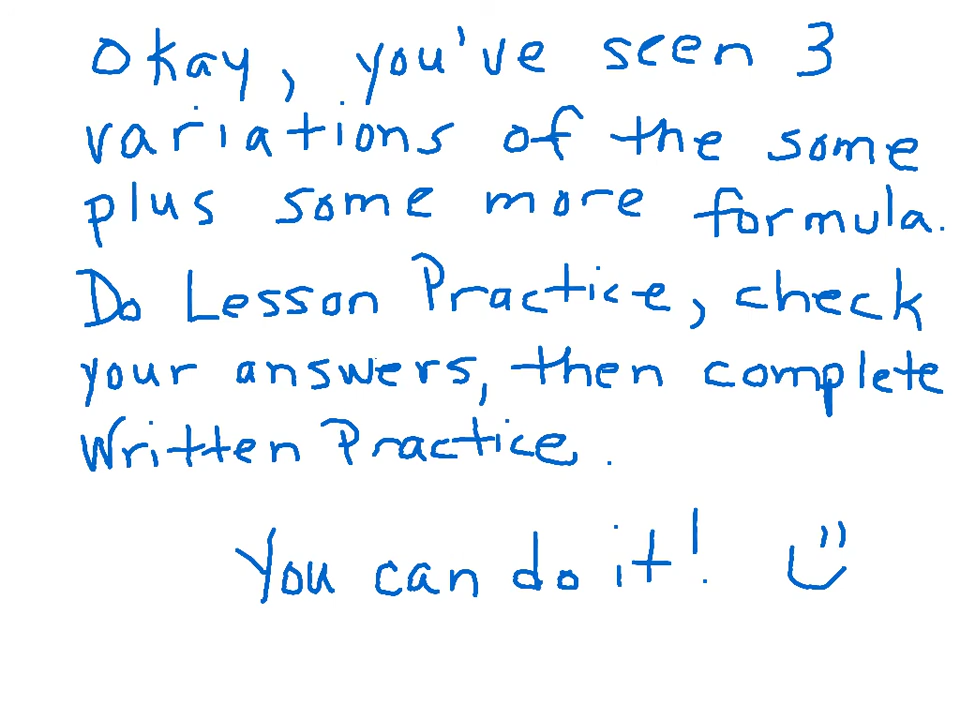 Okay, you've seen 3
variations of the some
plus some more formula.
Do Lesson Practice, check
your answers, then complete
Written Practice.
You can do it!